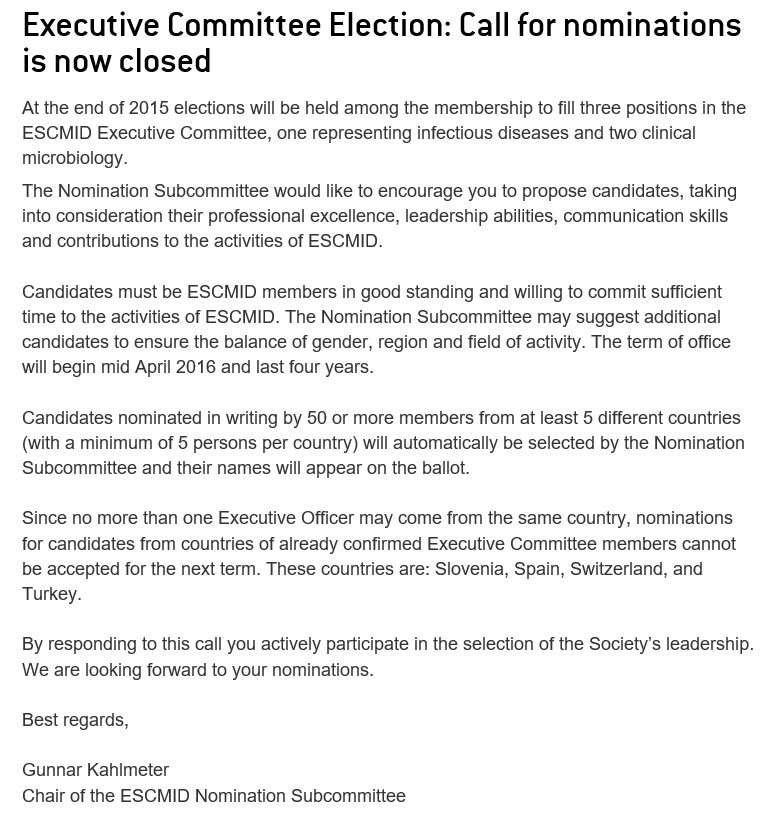 Executive Committee Election: Call for nominations
is now closed
At the end of 2015 elections will be held among the membership to fill three positions in the
ESCMID Executive Committee, one representing infectious diseases and two clinical
microbiology.
The Nomination Subcommittee would like to encourage you to propose candidates, taking
into consideration their professional excellence, leadership abilities, communication skills
and contributions to the activities of ESCMID.
Candidates must be ESCMID members in good standing and willing to commit sufficient
time to the activities of ESCMID. The Nomination Subcommittee may suggest additional
candidates to ensure the balance of gender, region and field of activity. The term of office
will begin mid April 2016 and last four years.
Candidates nominated in writing by 50 or more members from at least 5 different countries
(with a minimum of 5 persons per country) will automatically be selected by the Nomination
Subcommittee and their names will appear on the ballot.
Since no more than one Executive Officer may come from the same country, nominations
for candidates from countries of already confirmed Executive Committee members cannot
be accepted for the next term. These countries are: Slovenia, Spain, Switzerland, and
Turkey.
By responding to this call you actively participate in the selection of the Society’s leadership.
We are looking forward to your nominations.
Best regards,
Gunnar Kahlmeter
Chair of the ESCMID Nomination Subcommittee